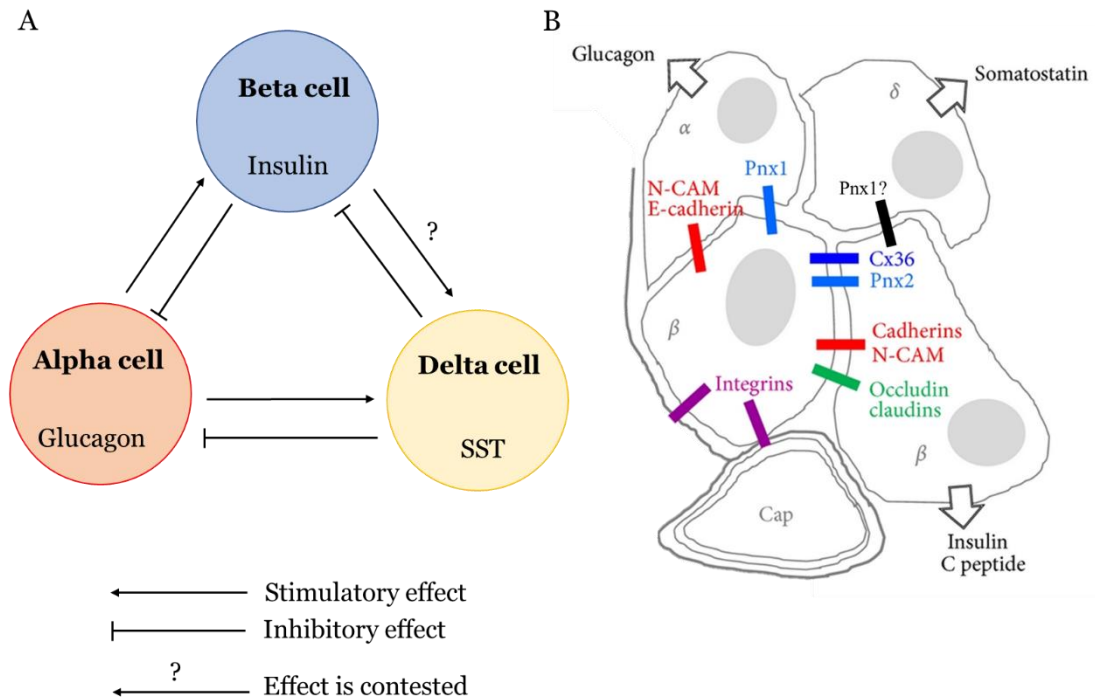 A
Beta cell
Insulin
?
Alpha cell
Glucagon
Delta cell
SST
Stimulatory effect
Inhibitory effect
?
Effect is contested
B
Glucagon
Somatostatin
α
δ
Pnx1
Pnx1?
N-CAM
E-cadherin
Cx36
Pnx2
β
Cadherins
N-CAM
Integrins
Occludin
claudins
β
Cap
Insulin
C peptide